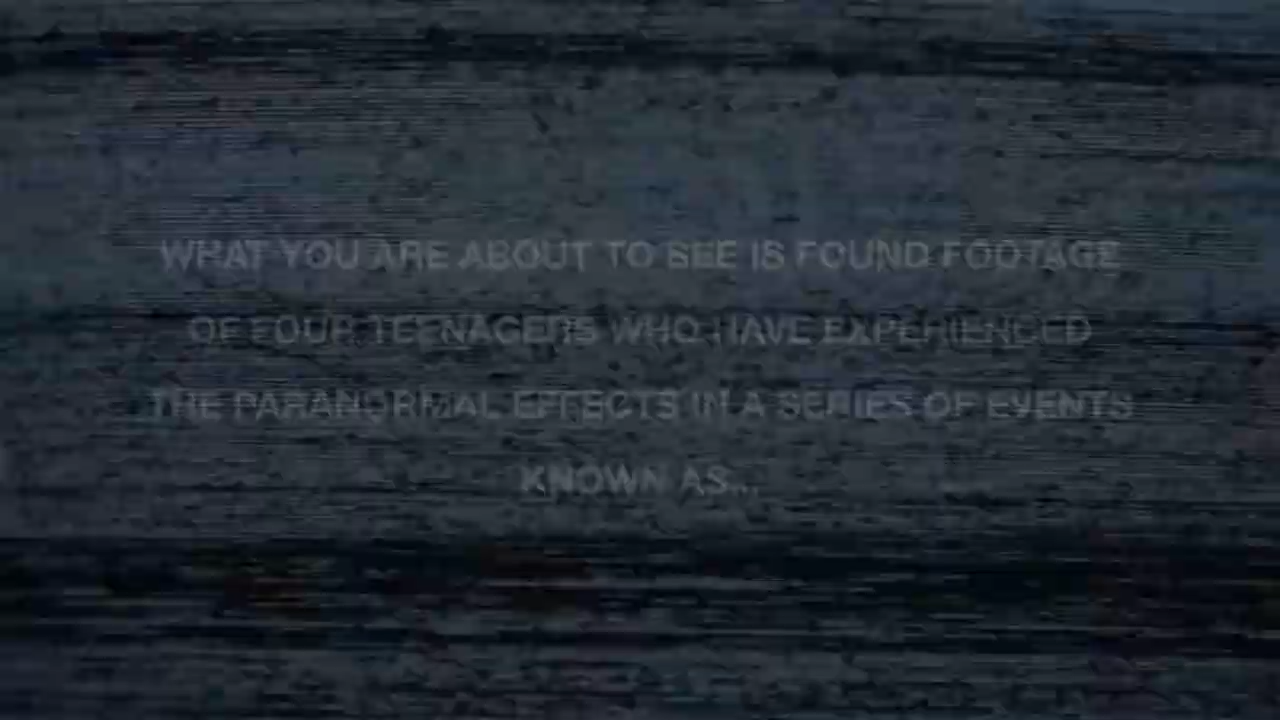 WHAT YOU ARE ABOUT TO SEE IS FOUND FOOTAGE
OF FOUR TEENAGERS WHO HAVE EXPERIENCED
THE PARANORMAL EFFECTS IN A SERIES OF EVENTS
KNOWN AS...